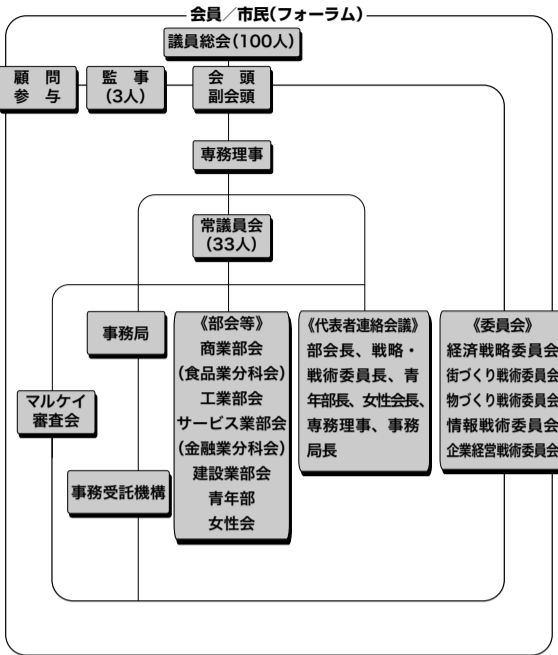 会員／市民(フォーラム)
議員総会(100人)
顧　問
参　与
監　事
(3人)
会　頭
副会頭
専務理事
常議員会
(33人)
事務局
マルケイ
審査会
事務受託機構
《部会等》
商業部会
(食品業分科会)
工業部会
サービス業部会
(金融業分科会)
建設業部会
青年部
女性会
《代表者連絡会議》
部会長、戦略・
戦術委員長、青
年部長、女性会長、
専務理事、事務
局長
《委員会》
経済戦略委員会
街づくり戦術委員会
物づくり戦術委員会
情報戦術委員会
企業経営戦術委員会